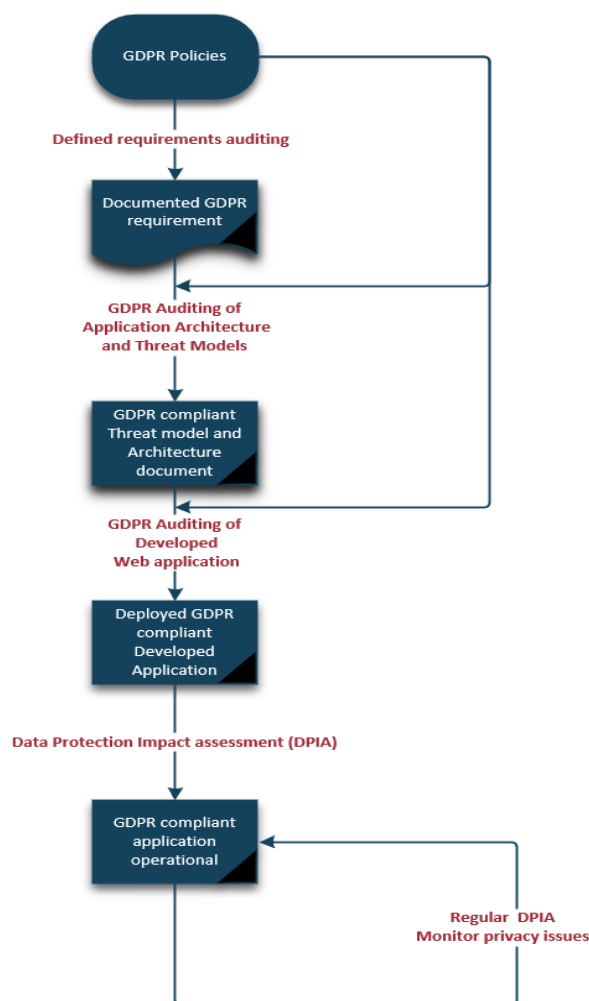 GDPR Policies
Defined requirements auditing
Documented GDPR
requirement
GDPR Auditing of
Application Architecture
and Threat Models
GDPR compliant
Threat model and
Architecture
document
GDPR Auditing of
Developed
Web application
Deployed GDPR
compliant
Developed
Application
Data Protection Impact assessment (DPIA)
GDPR compliant
application
operational
Regular DPIA
Monitor privacy issues